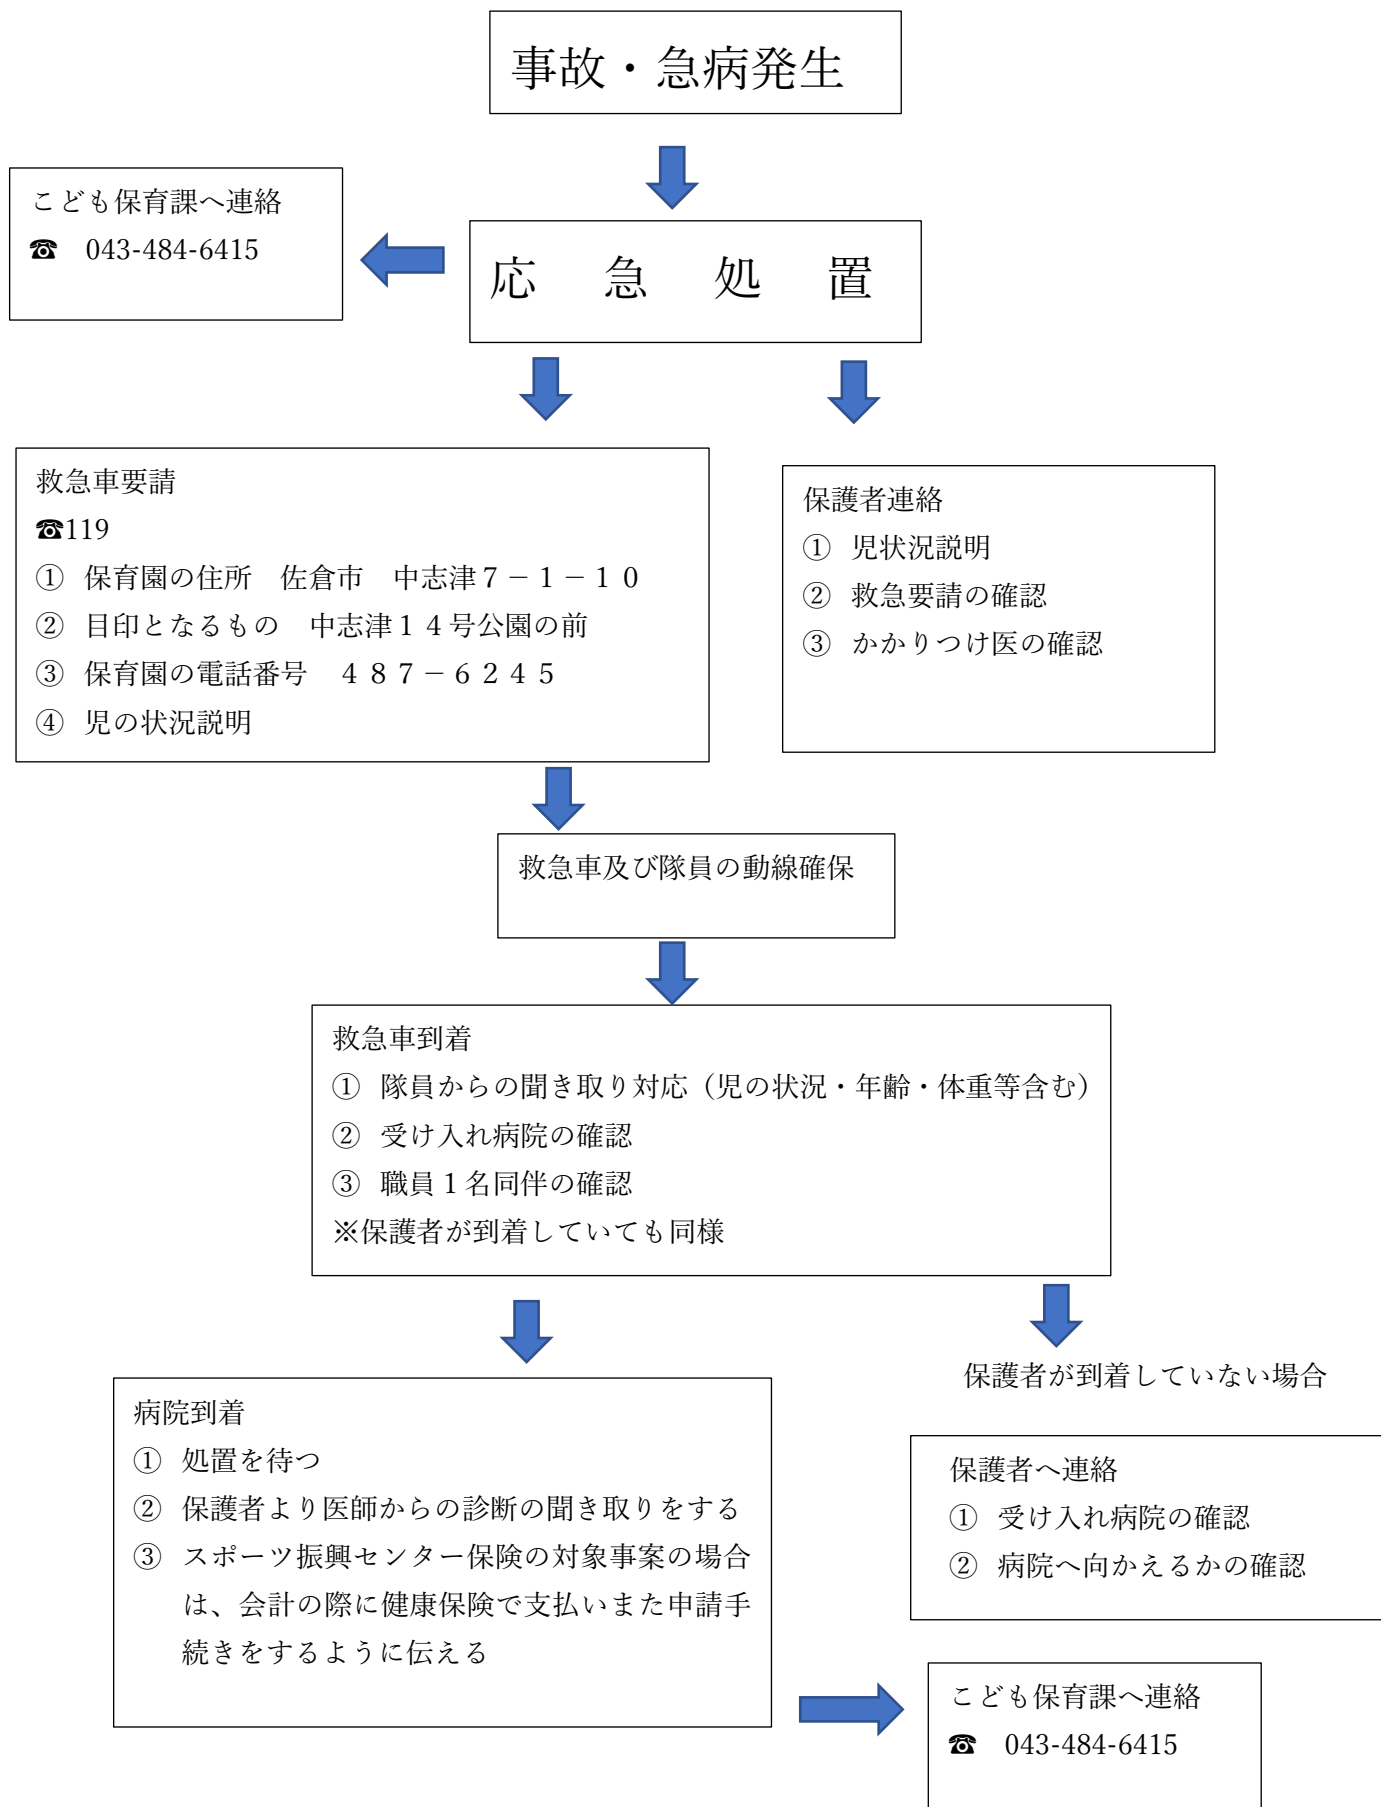 事故・急病発生
こども保育課へ連絡
☎　043-484-6415
応　急　処　置
救急車要請
☎119
①　保育園の住所　佐倉市　中志津７－１－１０
②　目印となるもの　中志津１４号公園の前
③　保育園の電話番号　４８７－６２４５
④　児の状況説明
保護者連絡
①　児状況説明
②　救急要請の確認
③　かかりつけ医の確認
救急車及び隊員の動線確保
救急車到着
①　隊員からの聞き取り対応（児の状況・年齢・体重等含む）
②　受け入れ病院の確認
③　職員１名同伴の確認
※保護者が到着していても同様
病院到着
①　処置を待つ
②　保護者より医師からの診断の聞き取りをする
③　スポーツ振興センター保険の対象事案の場合
は、会計の際に健康保険で支払いまた申請手
続きをするように伝える
保護者が到着していない場合
保護者へ連絡
①　受け入れ病院の確認
②　病院へ向かえるかの確認
こども保育課へ連絡
☎　043-484-6415